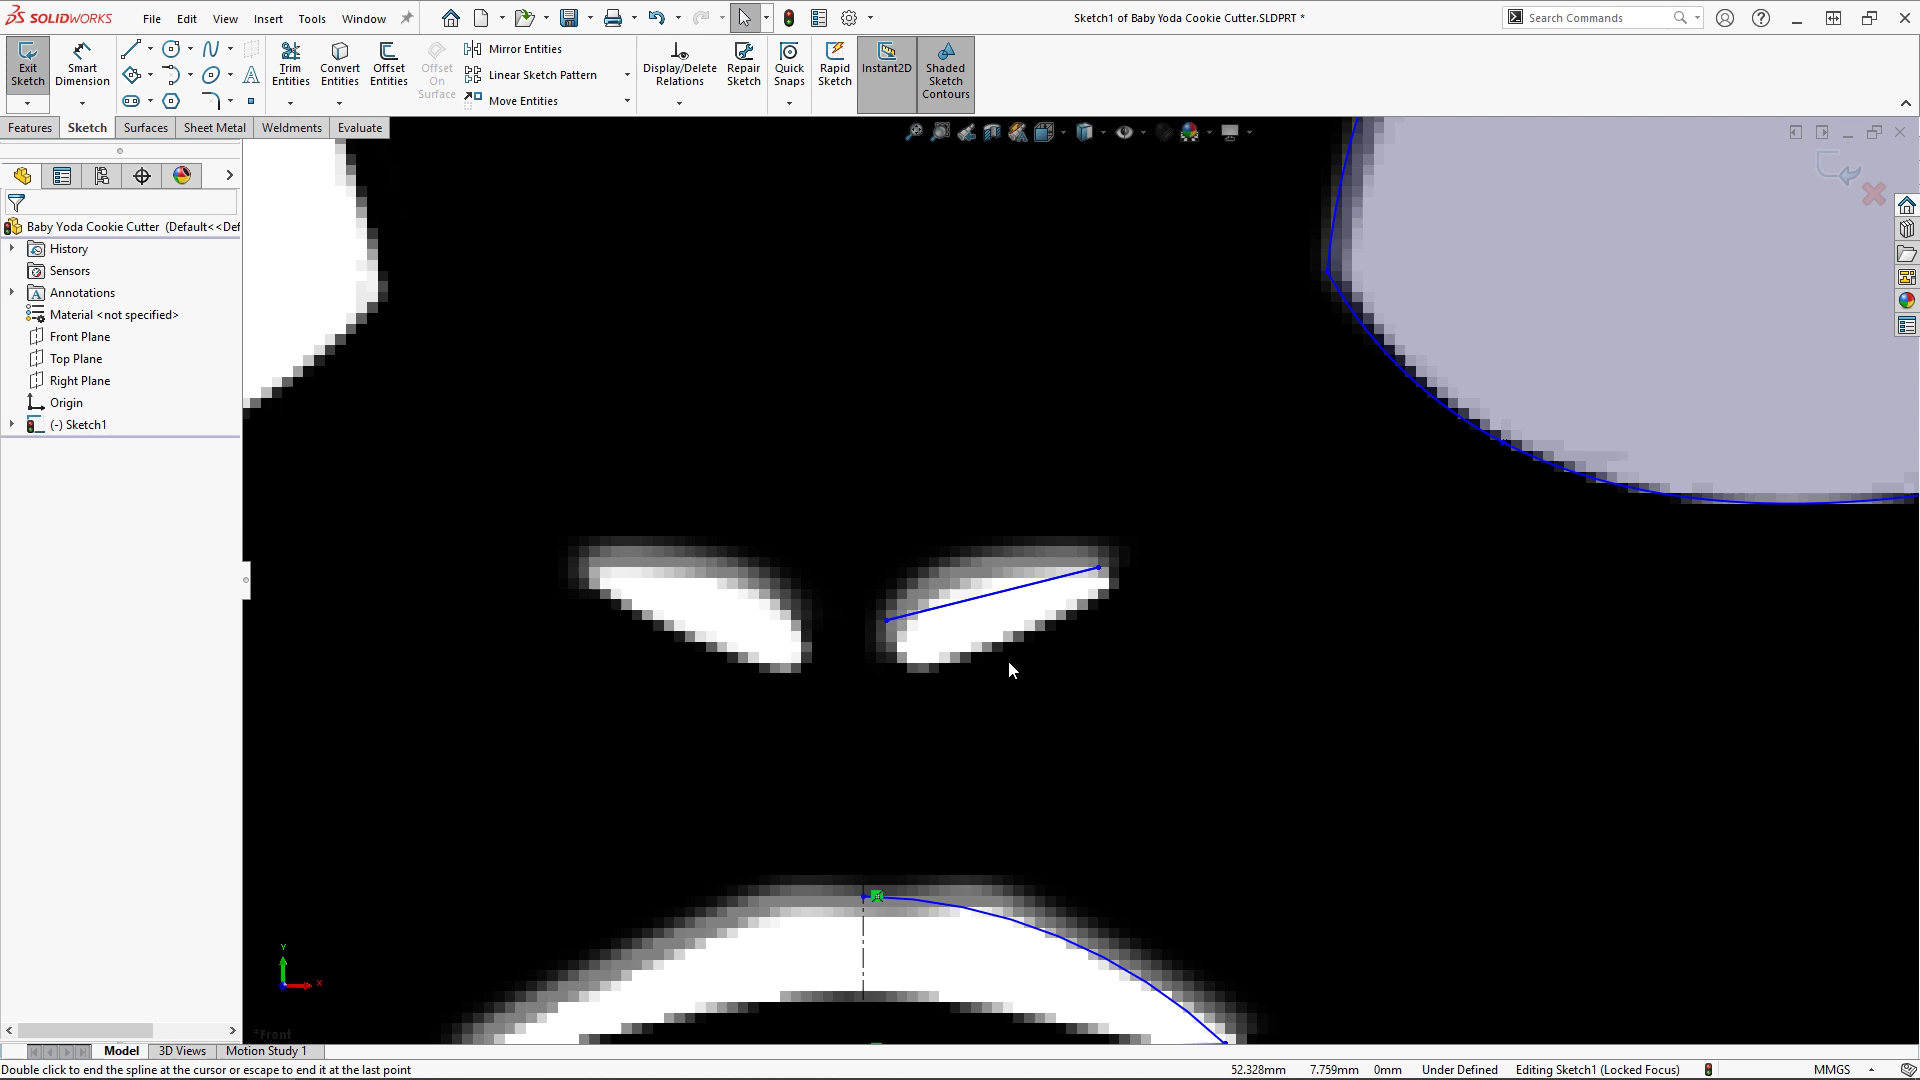 SOLIDWORKS
File Edit View Insert Tools Window
Sketch1 of Baby Yoda Cookie Cutter.SLDPRT *
Search Commands
Exit Sketch
Smart Dimension
Trim Entities
Convert Entities
Offset Entities
Offset On Surface
Mirror Entities
Linear Sketch Pattern
Move Entities
Display/Delete Relations
Repair Sketch
Quick Snaps
Rapid Sketch
Instant2D
Shaded Sketch Contours
Features Sketch Surfaces Sheet Metal Weldments Evaluate
Baby Yoda Cookie Cutter (Default<<Def
History
Sensors
Annotations
Material <not specified>
Front Plane
Top Plane
Right Plane
Origin
(-) Sketch1
Y
X
*Front
Model 3D Views Motion Study 1
Double click to end the spline at the cursor or escape to end it at the last point
52.328mm 7.759mm 0mm Under Defined Editing Sketch1 (Locked Focus) MMGS